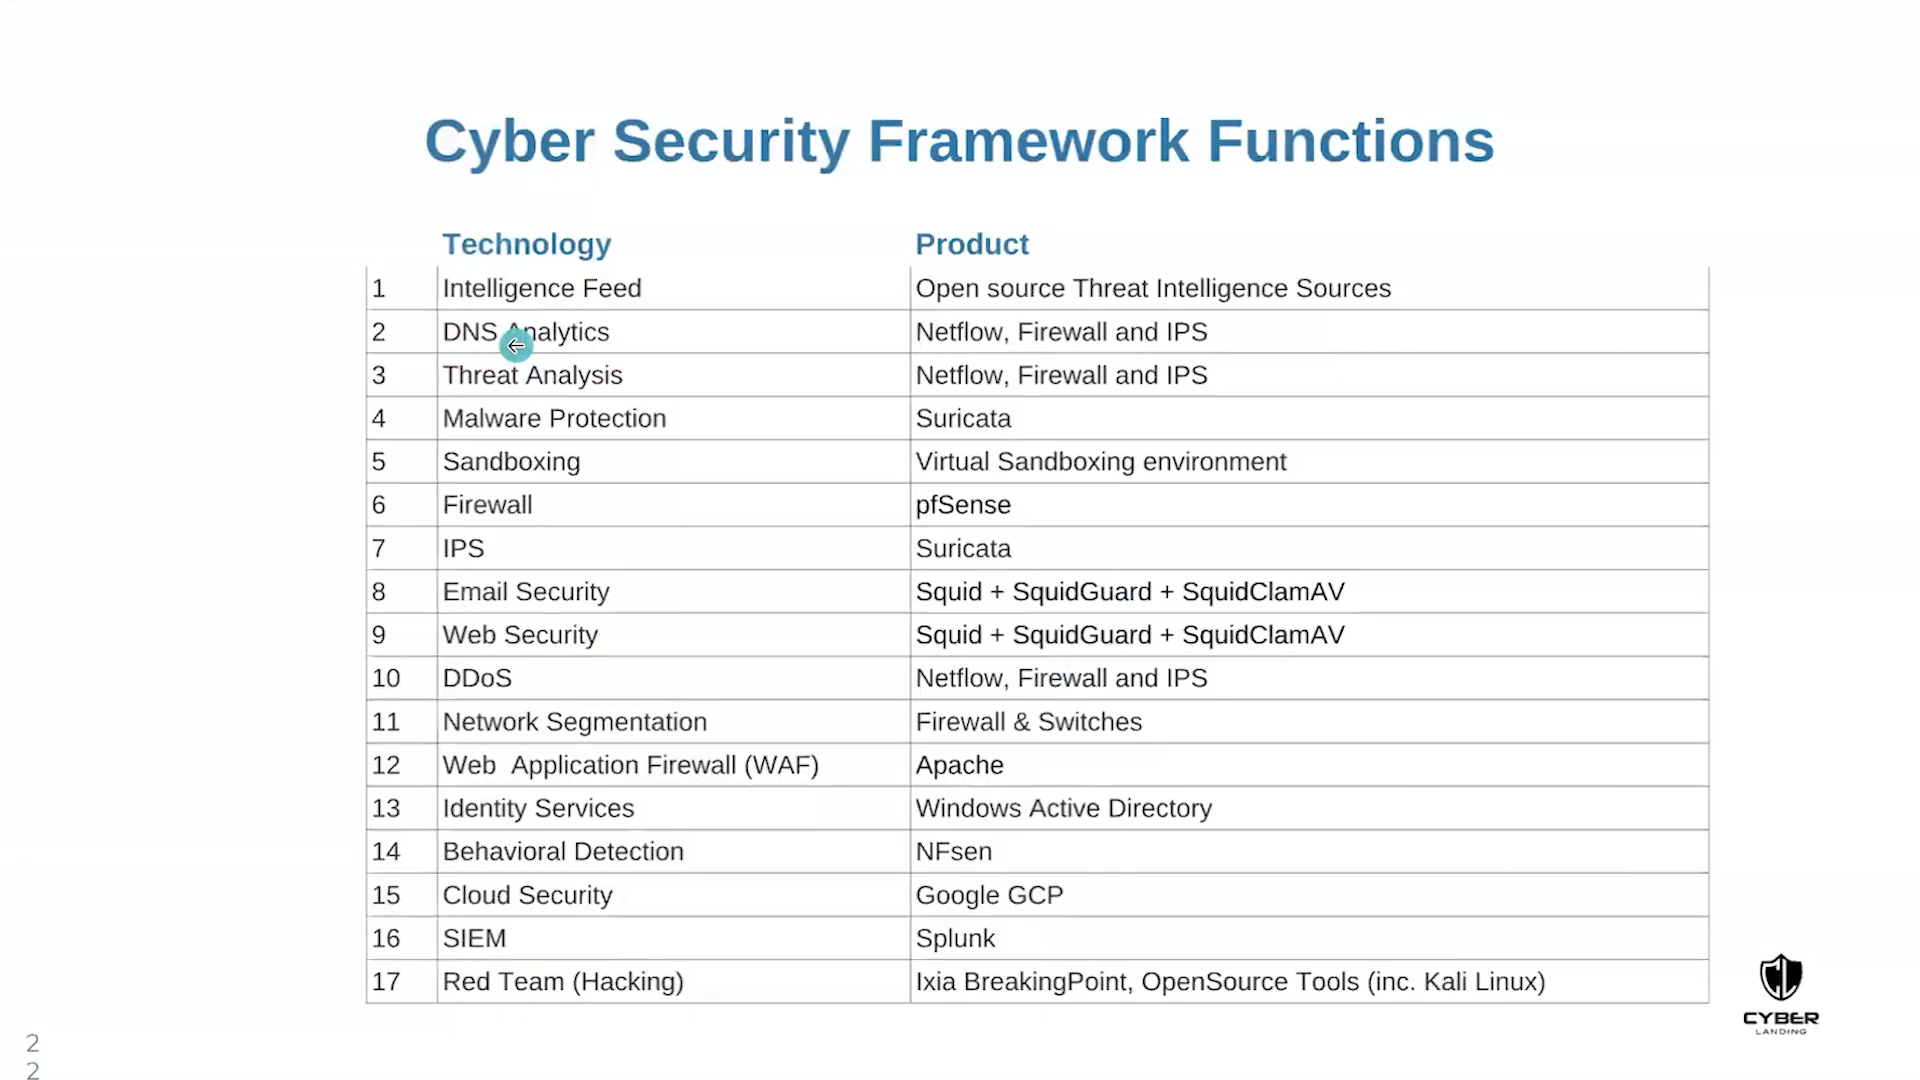 Cyber Security Framework Functions
Technology Product
1 Intelligence Feed Open source Threat Intelligence Sources
2 DNS Analytics Netflow, Firewall and IPS
3 Threat Analysis Netflow, Firewall and IPS
4 Malware Protection Suricata
5 Sandboxing Virtual Sandboxing environment
6 Firewall pfSense
7 IPS Suricata
8 Email Security Squid + SquidGuard + SquidClamAV
9 Web Security Squid + SquidGuard + SquidClamAV
10 DDoS Netflow, Firewall and IPS
11 Network Segmentation Firewall & Switches
12 Web  Application Firewall (WAF) Apache
13 Identity Services Windows Active Directory
14 Behavioral Detection NFsen
15 Cloud Security Google GCP
16 SIEM Splunk
17 Red Team (Hacking) Ixia BreakingPoint, OpenSource Tools (inc. Kali Linux)
CYBER
LANDING
2
2